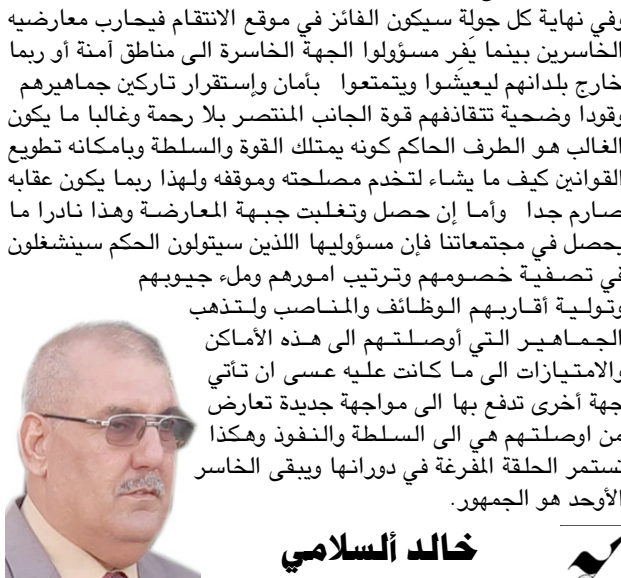 وفي نهاية كل جولة سيكون الفائز في موقع الانتقام فيحارب معارضيه
الخاسرين بينما يَفِر مسـؤولوا الجهة الخاسرة الى مناطق آمنة أو ربما
خارج بلدانهم ليعيشَـوا ويتمتعوا بأمان وإستقرار تاركين جماهيرهم
وقودا وضحية تتقاذفهم قوة الجانب المنتصر بلا رحمة وغالبا ما يكون
الغالب هو الطرف الحاكم كونه يمتلك القوة والسلطة وبامكانه تطويع
القوانين كيف ما يشاء لتخدم مصلحته وموقفه ولهذا ربما يكون عقابه
صارم جدا وأما إن حصل وتغلبت جبهة المعارضة وهذا نادرا ما
يحصل في مجتمعاتنا فإن مسؤوليها اللذين سيتولون الحكم سينشغلون
في تصفية خصومهم وترتيب امورهم وملء جيوبهم
وتولية أقاربهم الوظائف والمناصب ولتذهب
الجماهير التي أوصلتهم الى هذه الأماكن
والامتيازات الى ما كانت عليه عسى ان تأتي
جهة أخرى تدفع بها الى مواجهة جديدة تعارض
من اوصلتهم هي الى السلطة والنفوذ وهكذا
تستمر الحلقة المفرغة في دورانها ويبقى الخاسر
الأوحد هو الجمهور.
خالد ألسلامي